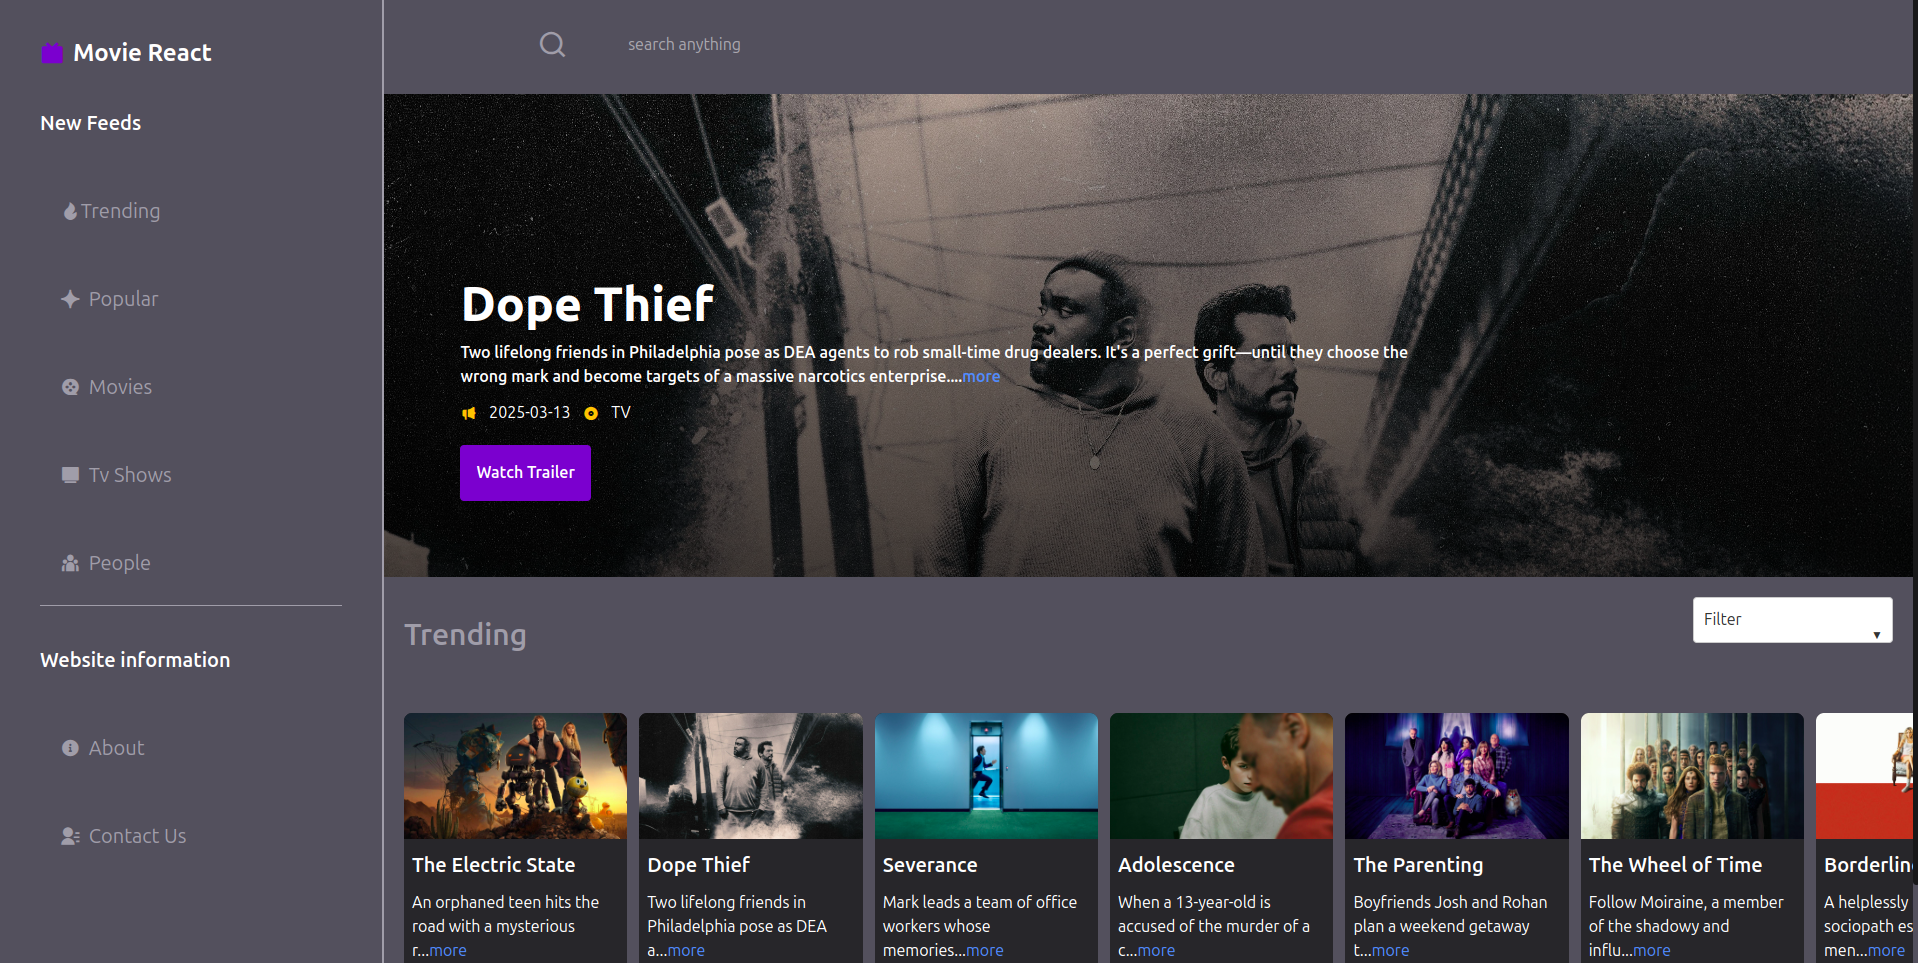 Movie React
New Feeds
Trending
Popular
Movies
Tv Shows
People
Website information
About
Contact Us
search anything
Dope Thief
Two lifelong friends in Philadelphia pose as DEA agents to rob small-time drug dealers. It's a perfect grift—until they choose the
wrong mark and become targets of a massive narcotics enterprise....more
2025-03-13 TV
Watch Trailer
Trending
Filter
The Electric State
An orphaned teen hits the
road with a mysterious
r...more
Dope Thief
Two lifelong friends in
Philadelphia pose as DEA
a...more
Severance
Mark leads a team of office
workers whose
memories...more
Adolescence
When a 13-year-old is
accused of the murder of a
c...more
The Parenting
Boyfriends Josh and Rohan
plan a weekend getaway
t...more
The Wheel of Time
Follow Moiraine, a member
of the shadowy and
influ...more
Borderlin
A helplessly
sociopath es
men...more